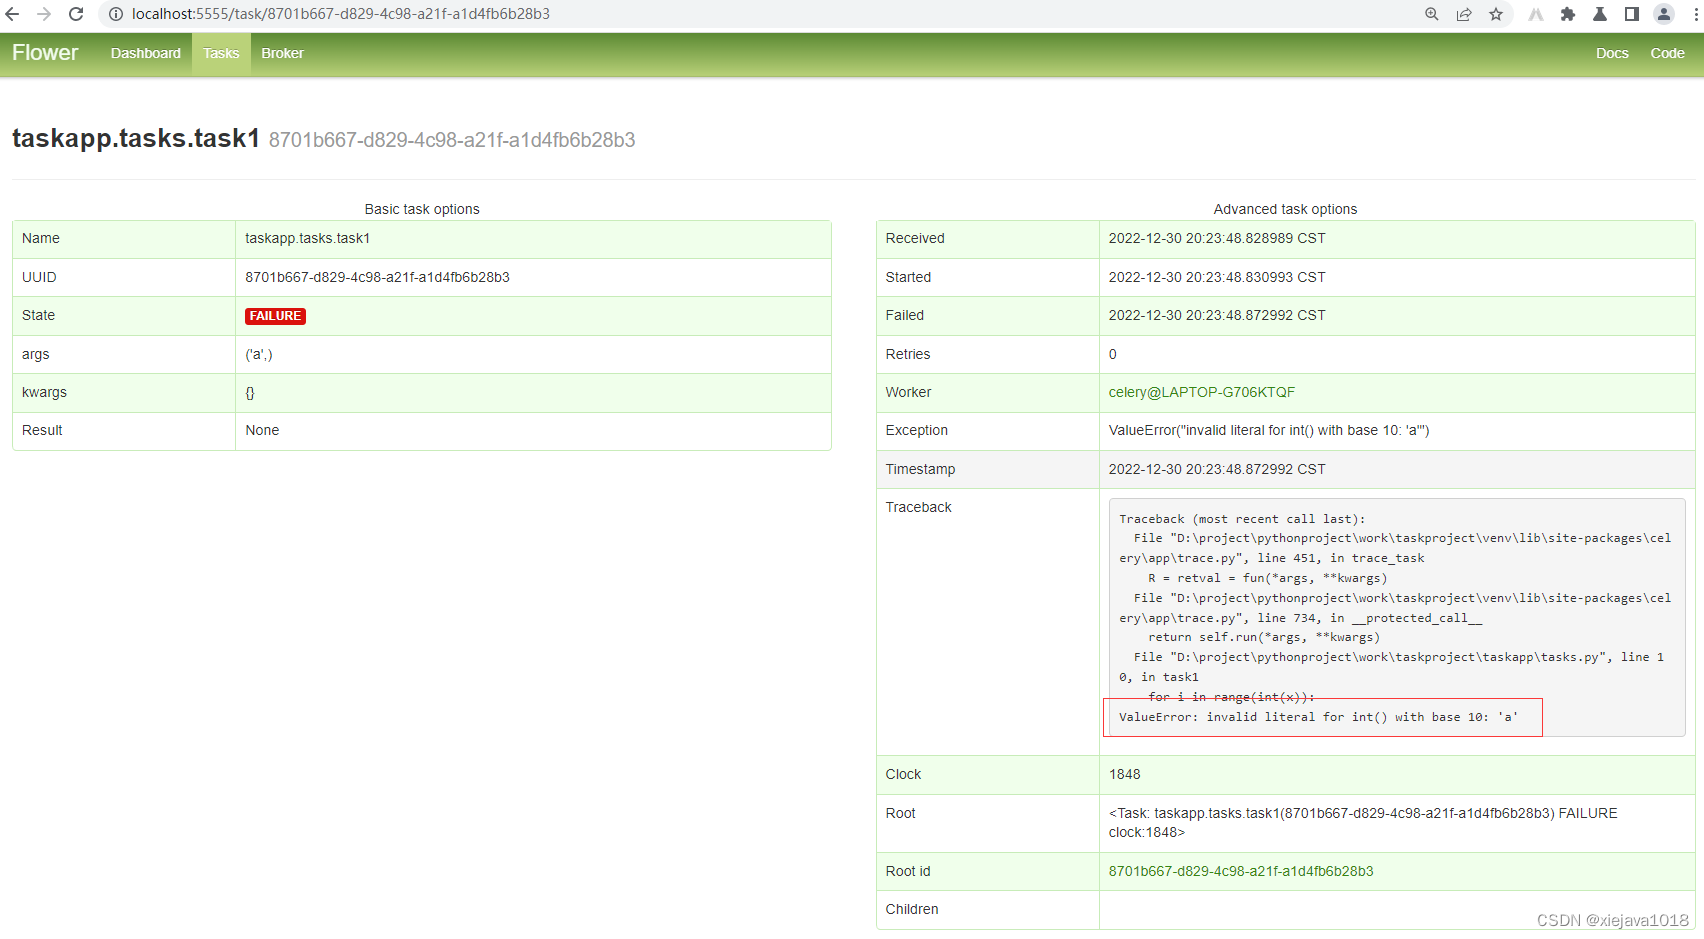 localhost:5555/task/8701b667-d829-4c98-a21f-a1d4fb6b28b3
Flower Dashboard Tasks Broker Docs Code
taskapp.tasks.task1 8701b667-d829-4c98-a21f-a1d4fb6b28b3
Basic task options
Name taskapp.tasks.task1
UUID 8701b667-d829-4c98-a21f-a1d4fb6b28b3
State FAILURE
args ('a',)
kwargs {}
Result None
Advanced task options
Received 2022-12-30 20:23:48.828989 CST
Started 2022-12-30 20:23:48.830993 CST
Failed 2022-12-30 20:23:48.872992 CST
Retries 0
Worker celery@LAPTOP-G706KTQF
Exception ValueError("invalid literal for int() with base 10: 'a'")
Timestamp 2022-12-30 20:23:48.872992 CST
Traceback
Traceback (most recent call last):
File "D:\project\pythonproject\work\taskproject\venv\lib\site-packages\cel
ery\app\trace.py", line 451, in trace_task
R = retval = fun(*args, **kwargs)
File "D:\project\pythonproject\work\taskproject\venv\lib\site-packages\cel
ery\app\trace.py", line 734, in __protected_call__
return self.run(*args, **kwargs)
File "D:\project\pythonproject\work\taskproject\taskapp\tasks.py", line 1
0, in task1
for i in range(int(x)):
ValueError: invalid literal for int() with base 10: 'a'
Clock 1848
Root <Task: taskapp.tasks.task1(8701b667-d829-4c98-a21f-a1d4fb6b28b3) FAILURE
clock:1848>
Root id 8701b667-d829-4c98-a21f-a1d4fb6b28b3
Children
CSDN @xiejava1018